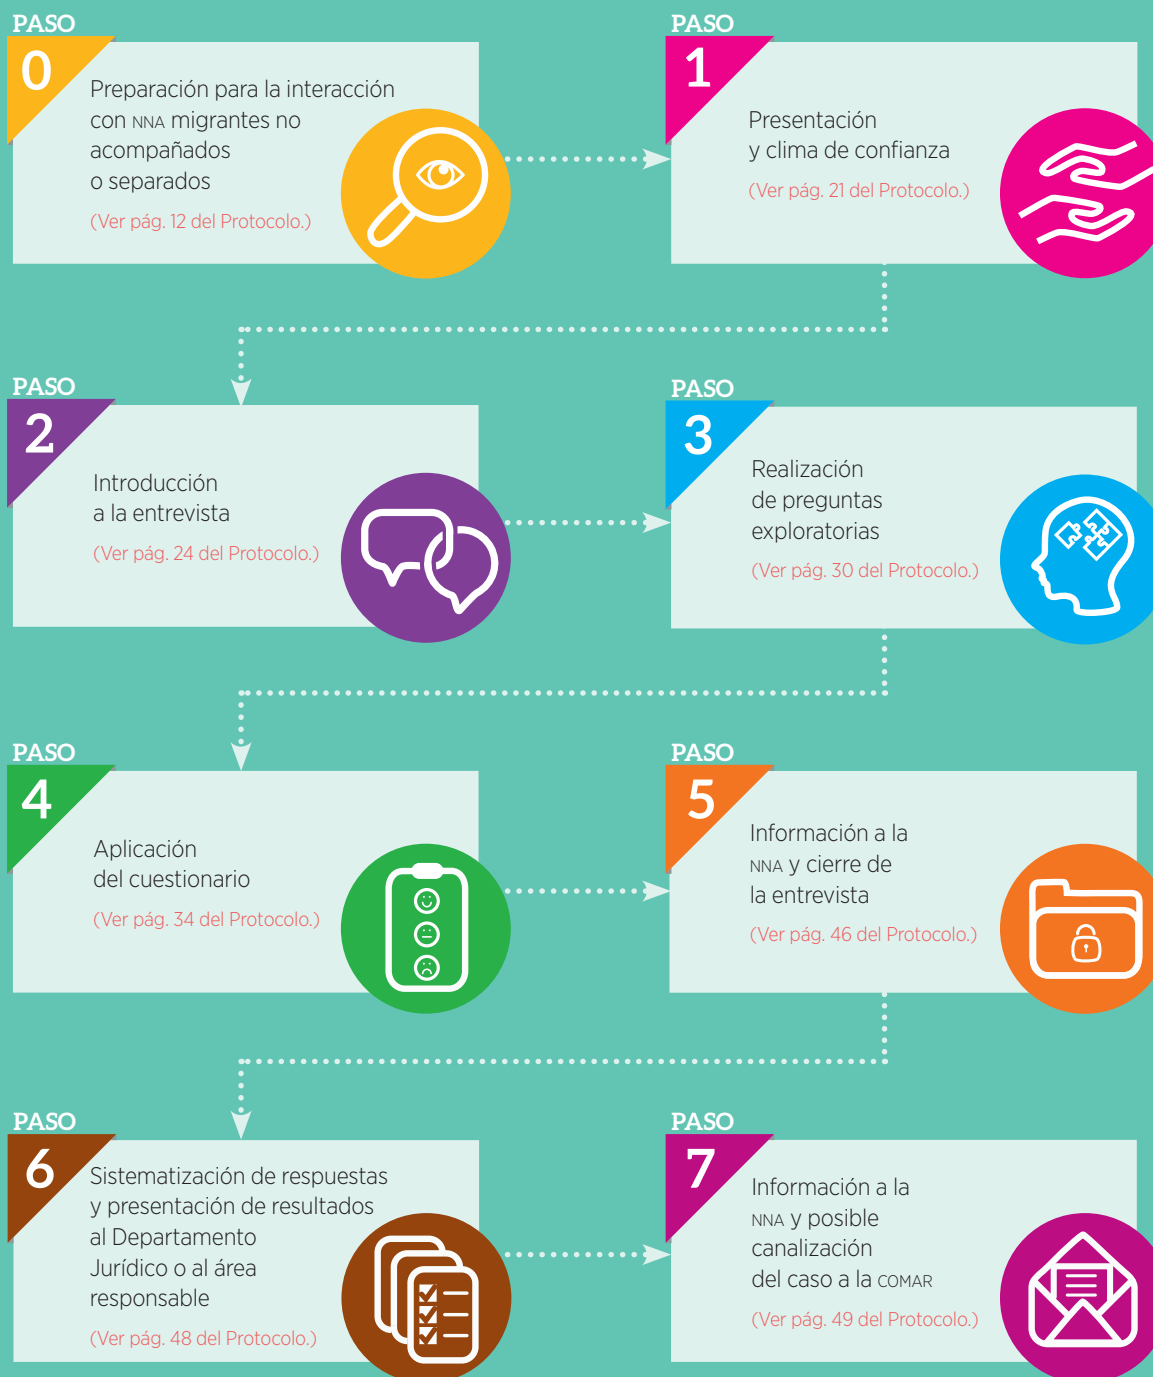 PASO
0
Preparación para la interacción
con NNA migrantes no
acompañados
o separados
(Ver pág. 12 del Protocolo.)
PASO
1
Presentación
y clima de confianza
(Ver pág. 21 del Protocolo.)
PASO
2
Introducción
a la entrevista
(Ver pág. 24 del Protocolo.)
PASO
3
Realización
de preguntas
exploratorias
(Ver pág. 30 del Protocolo.)
PASO
4
Aplicación
del cuestionario
(Ver pág. 34 del Protocolo.)
PASO
5
Información a la
NNA y cierre de
la entrevista
(Ver pág. 46 del Protocolo.)
PASO
6
Sistematización de respuestas
y presentación de resultados
al Departamento
Jurídico o al área
responsable
(Ver pág. 48 del Protocolo.)
PASO
7
Información a la
NNA y posible
canalización
del caso a la COMAR
(Ver pág. 49 del Protocolo.)